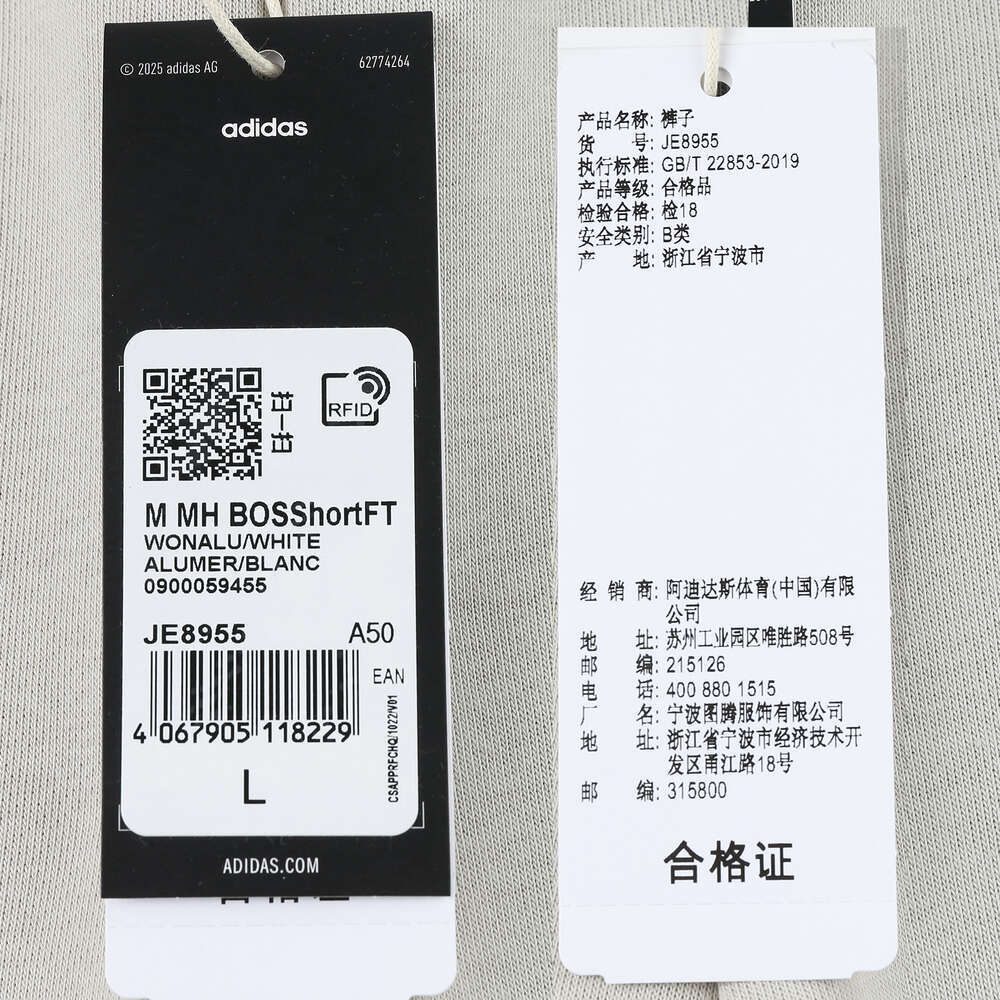 © 2025 adidas AG
62774264
adidas
扫一扫
RFID
M MH BOSShortFT
WONALU/WHITE
ALUMER/BLANC
0900059455
JE8955 A50
EAN
4 067905 118229
CSAPPRFCHQ/1022/V01
L
ADIDAS.COM
产品名称: 裤子
货 号: JE8955
执行标准: GB/T 22853-2019
产品等级: 合格品
检验合格: 检18
安全类别: B类
产 地: 浙江省宁波市
经 销 商: 阿迪达斯体育(中国)有限
公司
地 址: 苏州工业园区唯胜路508号
邮 编: 215126
电 话: 400 880 1515
厂 名: 宁波图腾服饰有限公司
地 址: 浙江省宁波市经济技术开
发区甬江路18号
邮 编: 315800
合格证